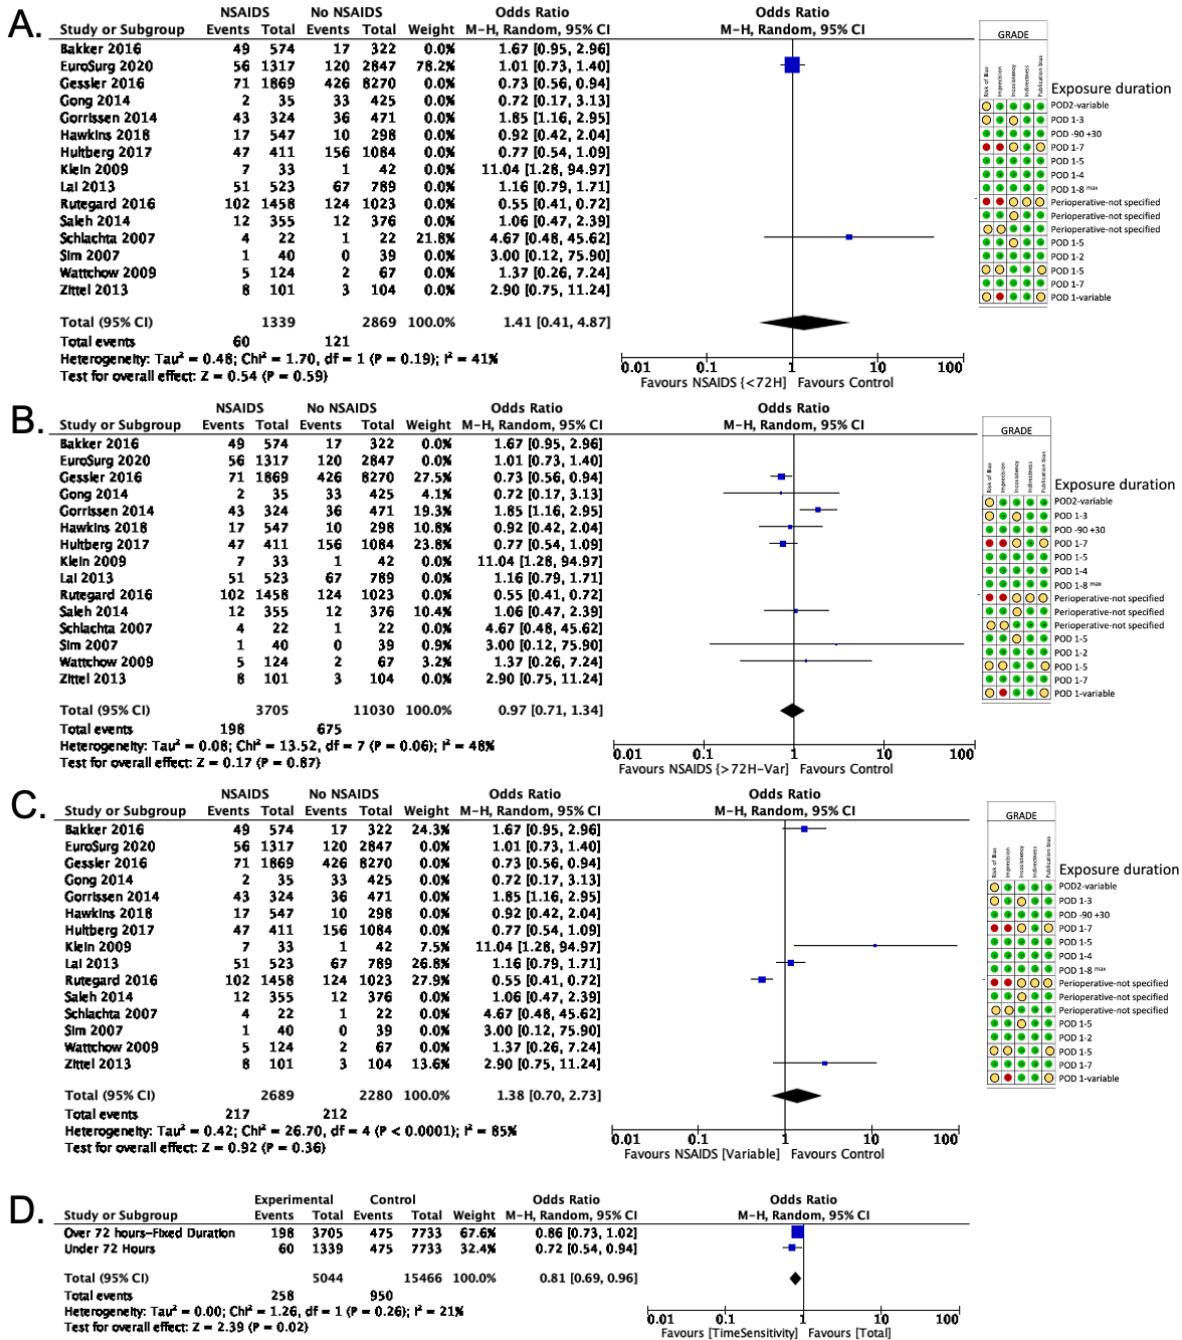 A.
NSAIDS No NSAIDS Odds Ratio Odds Ratio
Study or Subgroup Events Total Events Total Weight M-H, Random, 95% CI M-H, Random, 95% CI
Bakker 2016 49 574 17 322 0.0% 1.67 [0.95, 2.96]
EuroSurg 2020 56 1317 120 2847 78.2% 1.01 [0.73, 1.40]
Gessler 2016 71 1869 426 8270 0.0% 0.73 [0.56, 0.94]
Gong 2014 2 35 33 425 0.0% 0.72 [0.17, 3.13]
Gorrissen 2014 43 324 36 471 0.0% 1.85 [1.16, 2.95]
Hawkins 2018 17 547 10 298 0.0% 0.92 [0.42, 2.04]
Hultberg 2017 47 411 156 1084 0.0% 0.77 [0.54, 1.09]
Klein 2009 7 33 1 42 0.0% 11.04 [1.28, 94.97]
Lai 2013 51 523 67 789 0.0% 1.16 [0.79, 1.71]
Rutegard 2016 102 1458 124 1023 0.0% 0.55 [0.41, 0.72]
Saleh 2014 12 355 12 376 0.0% 1.06 [0.47, 2.39]
Schlachta 2007 4 22 1 22 21.8% 4.67 [0.48, 45.62]
Sim 2007 1 40 0 39 0.0% 3.00 [0.12, 75.90]
Wattchow 2009 5 124 2 67 0.0% 1.37 [0.26, 7.24]
Zittel 2013 8 101 3 104 0.0% 2.90 [0.75, 11.24]
Total (95% CI) 1339 2869 100.0% 1.41 [0.41, 4.87]
Total events 60 121
Heterogeneity: Tau² = 0.48; Chi² = 1.70, df = 1 (P = 0.19); I² = 41%
Test for overall effect: Z = 0.54 (P = 0.59)
0.01 0.1 1 10 100
Favours NSAIDS [<72H] Favours Control
GRADE
Risk of Bias Imprecision Incosistency Indirectness Publication bias
Exposure duration
POD2-variable
POD 1-3
POD -90 +30
POD 1-7
POD 1-5
POD 1-4
POD 1-8 max
Perioperative-not specified
Perioperative-not specified
Perioperative-not specified
POD 1-5
POD 1-2
POD 1-5
POD 1-7
POD 1-variable
B.
NSAIDS No NSAIDS Odds Ratio Odds Ratio
Study or Subgroup Events Total Events Total Weight M-H, Random, 95% CI M-H, Random, 95% CI
Bakker 2016 49 574 17 322 0.0% 1.67 [0.95, 2.96]
EuroSurg 2020 56 1317 120 2847 0.0% 1.01 [0.73, 1.40]
Gessler 2016 71 1869 426 8270 27.5% 0.73 [0.56, 0.94]
Gong 2014 2 35 33 425 4.1% 0.72 [0.17, 3.13]
Gorrissen 2014 43 324 36 471 19.3% 1.85 [1.16, 2.95]
Hawkins 2018 17 547 10 298 10.8% 0.92 [0.42, 2.04]
Hultberg 2017 47 411 156 1084 23.8% 0.77 [0.54, 1.09]
Klein 2009 7 33 1 42 0.0% 11.04 [1.28, 94.97]
Lai 2013 51 523 67 789 0.0% 1.16 [0.79, 1.71]
Rutegard 2016 102 1458 124 1023 0.0% 0.55 [0.41, 0.72]
Saleh 2014 12 355 12 376 10.4% 1.06 [0.47, 2.39]
Schlachta 2007 4 22 1 22 0.0% 4.67 [0.48, 45.62]
Sim 2007 1 40 0 39 0.9% 3.00 [0.12, 75.90]
Wattchow 2009 5 124 2 67 3.2% 1.37 [0.26, 7.24]
Zittel 2013 8 101 3 104 0.0% 2.90 [0.75, 11.24]
Total (95% CI) 3705 11030 100.0% 0.97 [0.71, 1.34]
Total events 198 675
Heterogeneity: Tau² = 0.08; Chi² = 13.52, df = 7 (P = 0.06); I² = 48%
Test for overall effect: Z = 0.17 (P = 0.87)
0.01 0.1 1 10 100
Favours NSAIDS [>72H-Var] Favours Control
GRADE
Risk of Bias Imprecision Incosistency Indirectness Publication bias
Exposure duration
POD2-variable
POD 1-3
POD -90 +30
POD 1-7
POD 1-5
POD 1-4
POD 1-8 max
Perioperative-not specified
Perioperative-not specified
Perioperative-not specified
POD 1-5
POD 1-2
POD 1-5
POD 1-7
POD 1-variable
C.
NSAIDS No NSAIDS Odds Ratio Odds Ratio
Study or Subgroup Events Total Events Total Weight M-H, Random, 95% CI M-H, Random, 95% CI
Bakker 2016 49 574 17 322 24.3% 1.67 [0.95, 2.96]
EuroSurg 2020 56 1317 120 2847 0.0% 1.01 [0.73, 1.40]
Gessler 2016 71 1869 426 8270 0.0% 0.73 [0.56, 0.94]
Gong 2014 2 35 33 425 0.0% 0.72 [0.17, 3.13]
Gorrissen 2014 43 324 36 471 0.0% 1.85 [1.16, 2.95]
Hawkins 2018 17 547 10 298 0.0% 0.92 [0.42, 2.04]
Hultberg 2017 47 411 156 1084 0.0% 0.77 [0.54, 1.09]
Klein 2009 7 33 1 42 7.5% 11.04 [1.28, 94.97]
Lai 2013 51 523 67 789 26.8% 1.16 [0.79, 1.71]
Rutegard 2016 102 1458 124 1023 27.9% 0.55 [0.41, 0.72]
Saleh 2014 12 355 12 376 0.0% 1.06 [0.47, 2.39]
Schlachta 2007 4 22 1 22 0.0% 4.67 [0.48, 45.62]
Sim 2007 1 40 0 39 0.0% 3.00 [0.12, 75.90]
Wattchow 2009 5 124 2 67 0.0% 1.37 [0.26, 7.24]
Zittel 2013 8 101 3 104 13.6% 2.90 [0.75, 11.24]
Total (95% CI) 2689 2280 100.0% 1.38 [0.70, 2.73]
Total events 217 212
Heterogeneity: Tau² = 0.42; Chi² = 26.70, df = 4 (P < 0.0001); I² = 85%
Test for overall effect: Z = 0.92 (P = 0.36)
0.01 0.1 1 10 100
Favours NSAIDS [Variable] Favours Control
GRADE
Risk of Bias Imprecision Incosistency Indirectness Publication bias
Exposure duration
POD2-variable
POD 1-3
POD -90 +30
POD 1-7
POD 1-5
POD 1-4
POD 1-8 max
Perioperative-not specified
Perioperative-not specified
Perioperative-not specified
POD 1-5
POD 1-2
POD 1-5
POD 1-7
POD 1-variable
D.
Experimental Control Odds Ratio Odds Ratio
Study or Subgroup Events Total Events Total Weight M-H, Random, 95% CI M-H, Random, 95% CI
Over 72 hours-Fixed Duration 198 3705 475 7733 67.6% 0.86 [0.73, 1.02]
Under 72 Hours 60 1339 475 7733 32.4% 0.72 [0.54, 0.94]
Total (95% CI) 5044 15466 100.0% 0.81 [0.69, 0.96]
Total events 258 950
Heterogeneity: Tau² = 0.00; Chi² = 1.26, df = 1 (P = 0.26); I² = 21%
Test for overall effect: Z = 2.39 (P = 0.02)
0.01 0.1 1 10 100
Favours [TimeSensitivity] Favours [Total]